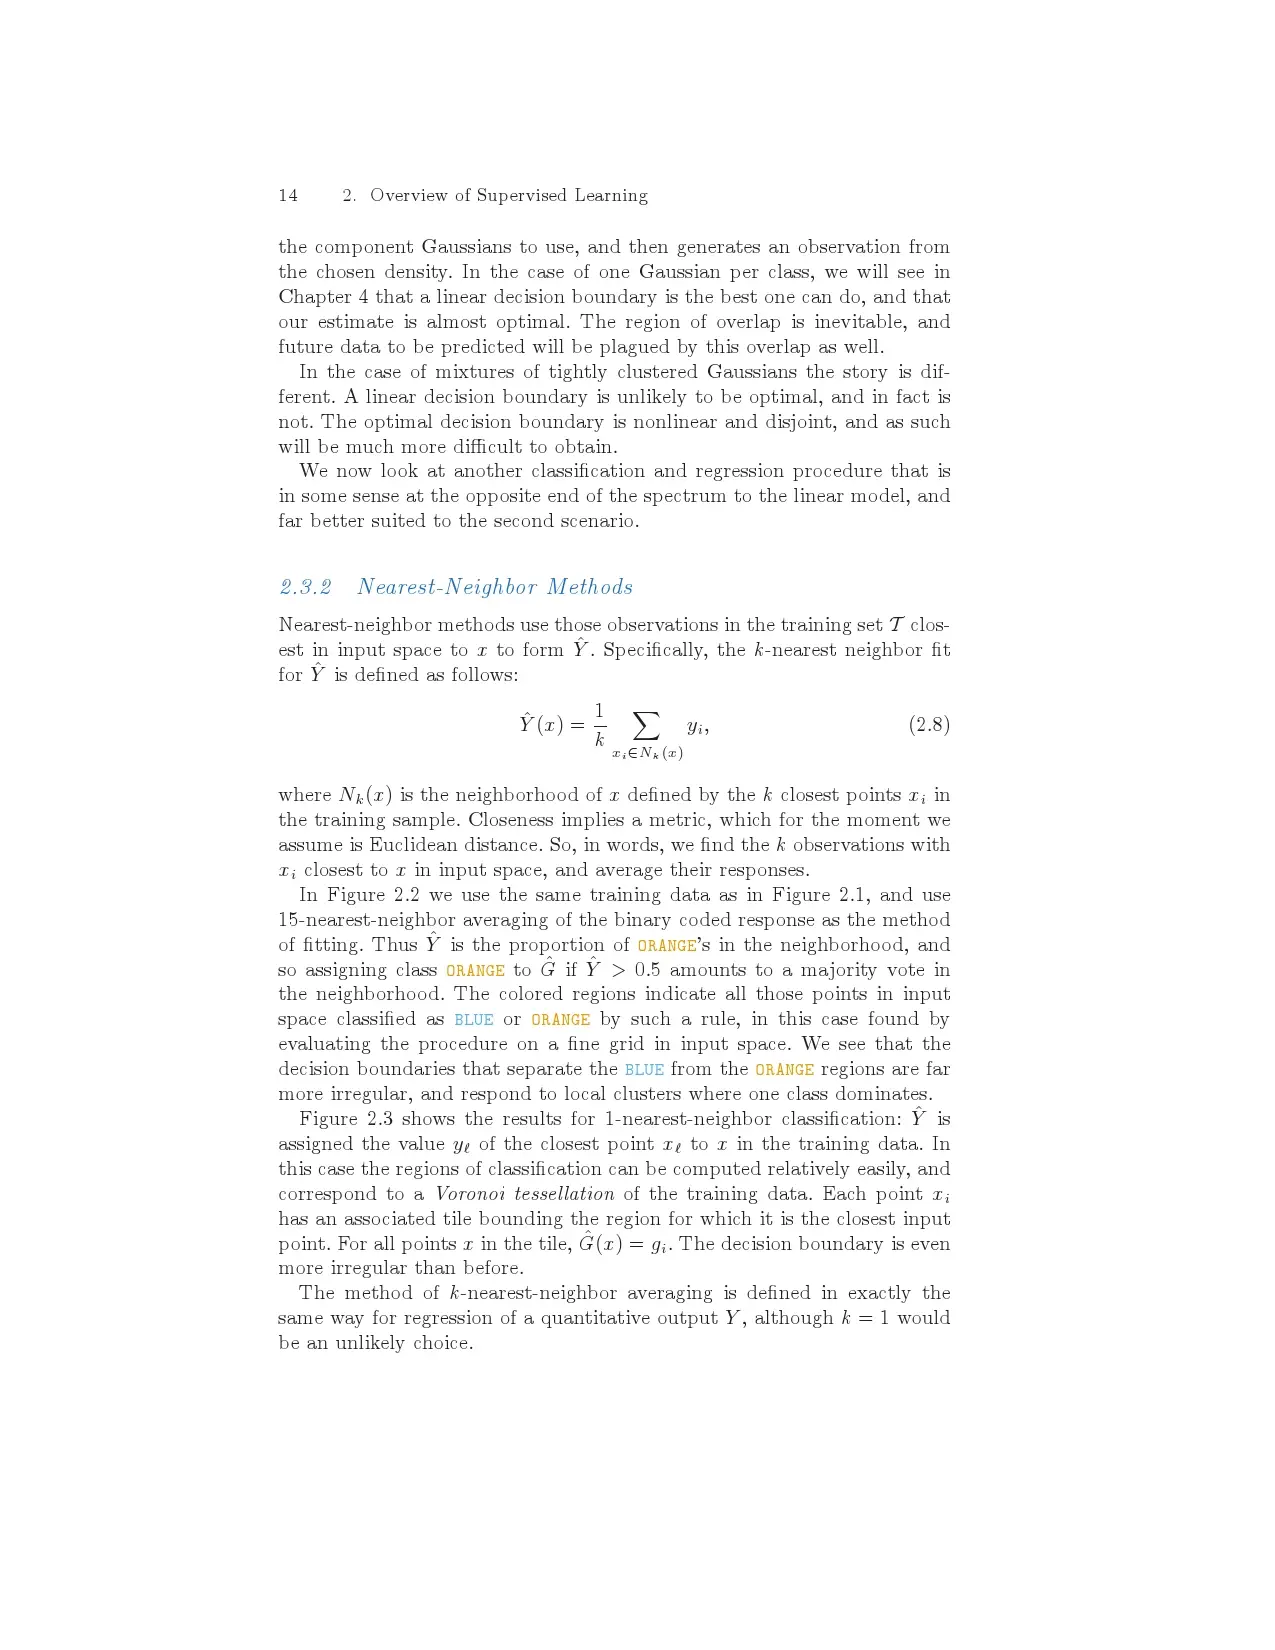 14 2. Overview of Supervised Learning
the component Gaussians to use, and then generates an observation from
the chosen density. In the case of one Gaussian per class, we will see in
Chapter 4 that a linear decision boundary is the best one can do, and that
our estimate is almost optimal. The region of overlap is inevitable, and
future data to be predicted will be plagued by this overlap as well.
In the case of mixtures of tightly clustered Gaussians the story is dif-
ferent. A linear decision boundary is unlikely to be optimal, and in fact is
not. The optimal decision boundary is nonlinear and disjoint, and as such
will be much more difficult to obtain.
We now look at another classification and regression procedure that is
in some sense at the opposite end of the spectrum to the linear model, and
far better suited to the second scenario.
2.3.2 Nearest-Neighbor Methods
Nearest-neighbor methods use those observations in the training set 𝒯 clos-
est in input space to x to form Ŷ. Specifically, the k-nearest neighbor fit
for Ŷ is defined as follows:
Ŷ(x) = 1/k ∑_{x_i∈N_k(x)} y_i, (2.8)
where N_k(x) is the neighborhood of x defined by the k closest points x_i in
the training sample. Closeness implies a metric, which for the moment we
assume is Euclidean distance. So, in words, we find the k observations with
x_i closest to x in input space, and average their responses.
In Figure 2.2 we use the same training data as in Figure 2.1, and use
15-nearest-neighbor averaging of the binary coded response as the method
of fitting. Thus Ŷ is the proportion of ORANGE's in the neighborhood, and
so assigning class ORANGE to Ĝ if Ŷ > 0.5 amounts to a majority vote in
the neighborhood. The colored regions indicate all those points in input
space classified as BLUE or ORANGE by such a rule, in this case found by
evaluating the procedure on a fine grid in input space. We see that the
decision boundaries that separate the BLUE from the ORANGE regions are far
more irregular, and respond to local clusters where one class dominates.
Figure 2.3 shows the results for 1-nearest-neighbor classification: Ŷ is
assigned the value y_ℓ of the closest point x_ℓ to x in the training data. In
this case the regions of classification can be computed relatively easily, and
correspond to a Voronoi tessellation of the training data. Each point x_i
has an associated tile bounding the region for which it is the closest input
point. For all points x in the tile, Ĝ(x) = g_i. The decision boundary is even
more irregular than before.
The method of k-nearest-neighbor averaging is defined in exactly the
same way for regression of a quantitative output Y, although k = 1 would
be an unlikely choice.